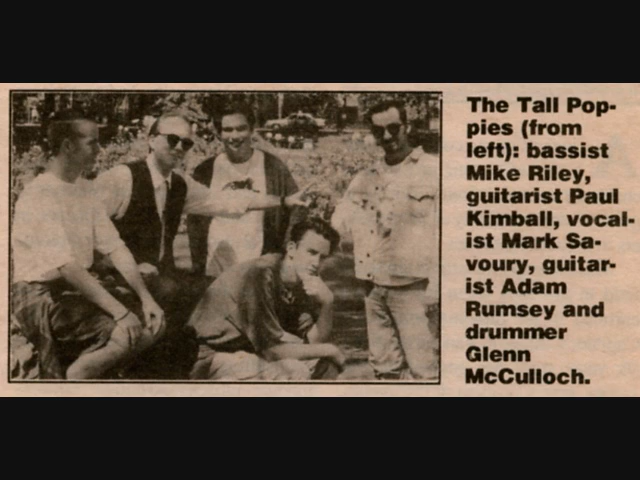 The Tall Pop-
pies (from
left): bassist
Mike Riley,
guitarist Paul
Kimball, vocal-
ist Mark Sa-
voury, guitar-
ist Adam
Rumsey and
drummer
Glenn
McCulloch.